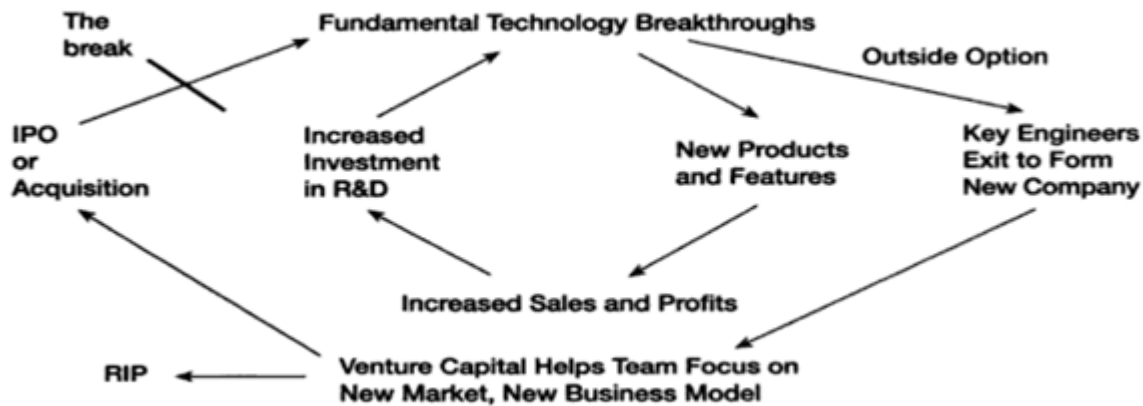 The
break
Fundamental Technology Breakthroughs
Outside Option
IPO
or
Acquisition
Increased
Investment
in R&D
New Products
and Features
Key Engineers
Exit to Form
New Company
Increased Sales and Profits
RIP
Venture Capital Helps Team Focus on
New Market, New Business Model